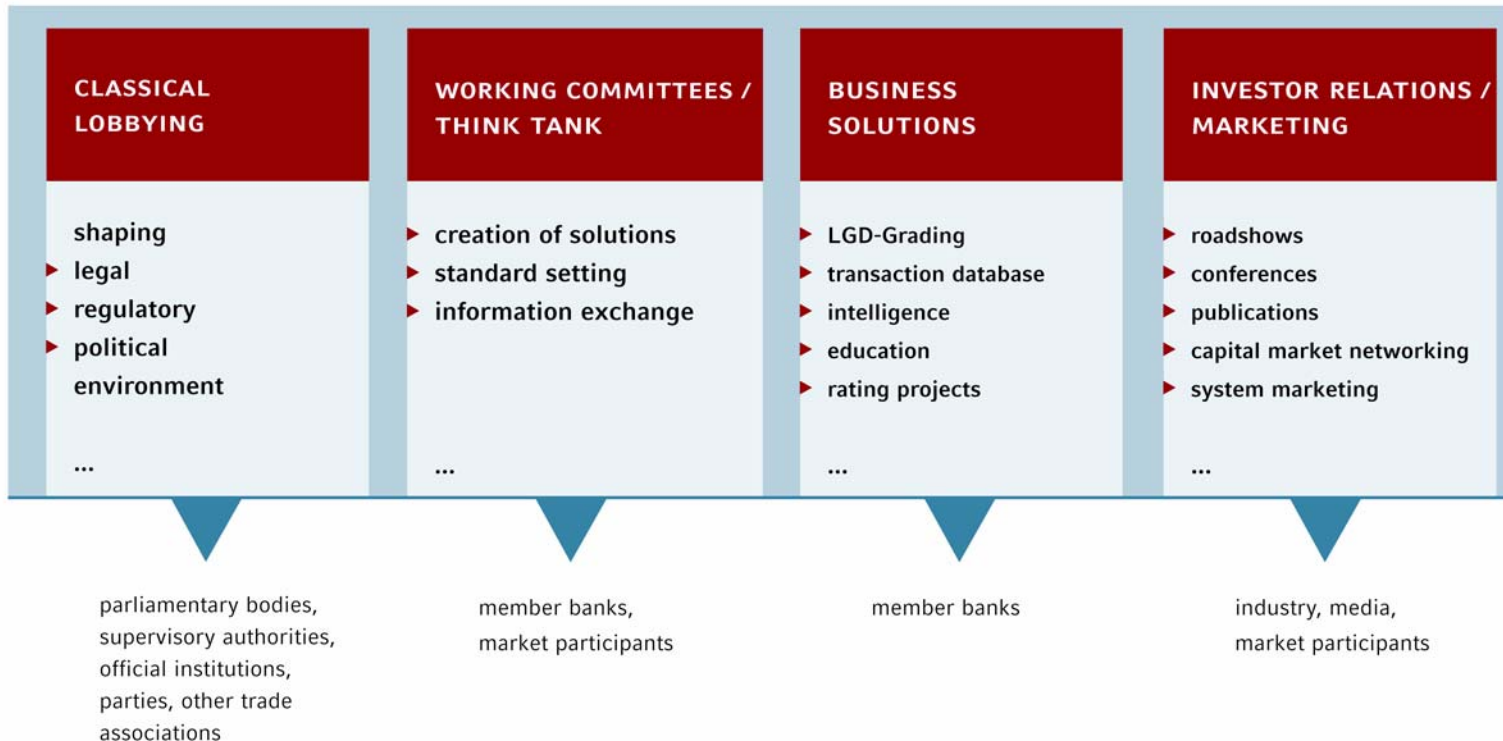 CLASSICAL
LOBBYING
shaping
legal
regulatory
political
environment
...
parliamentary bodies,
supervisory authorities,
official institutions,
parties, other trade
associations
WORKING COMMITTEES /
THINK TANK
creation of solutions
standard setting
information exchange
...
member banks,
market participants
BUSINESS
SOLUTIONS
LGD-Grading
transaction database
intelligence
education
rating projects
...
member banks
INVESTOR RELATIONS /
MARKETING
roadshows
conferences
publications
capital market networking
system marketing
...
industry, media,
market participants